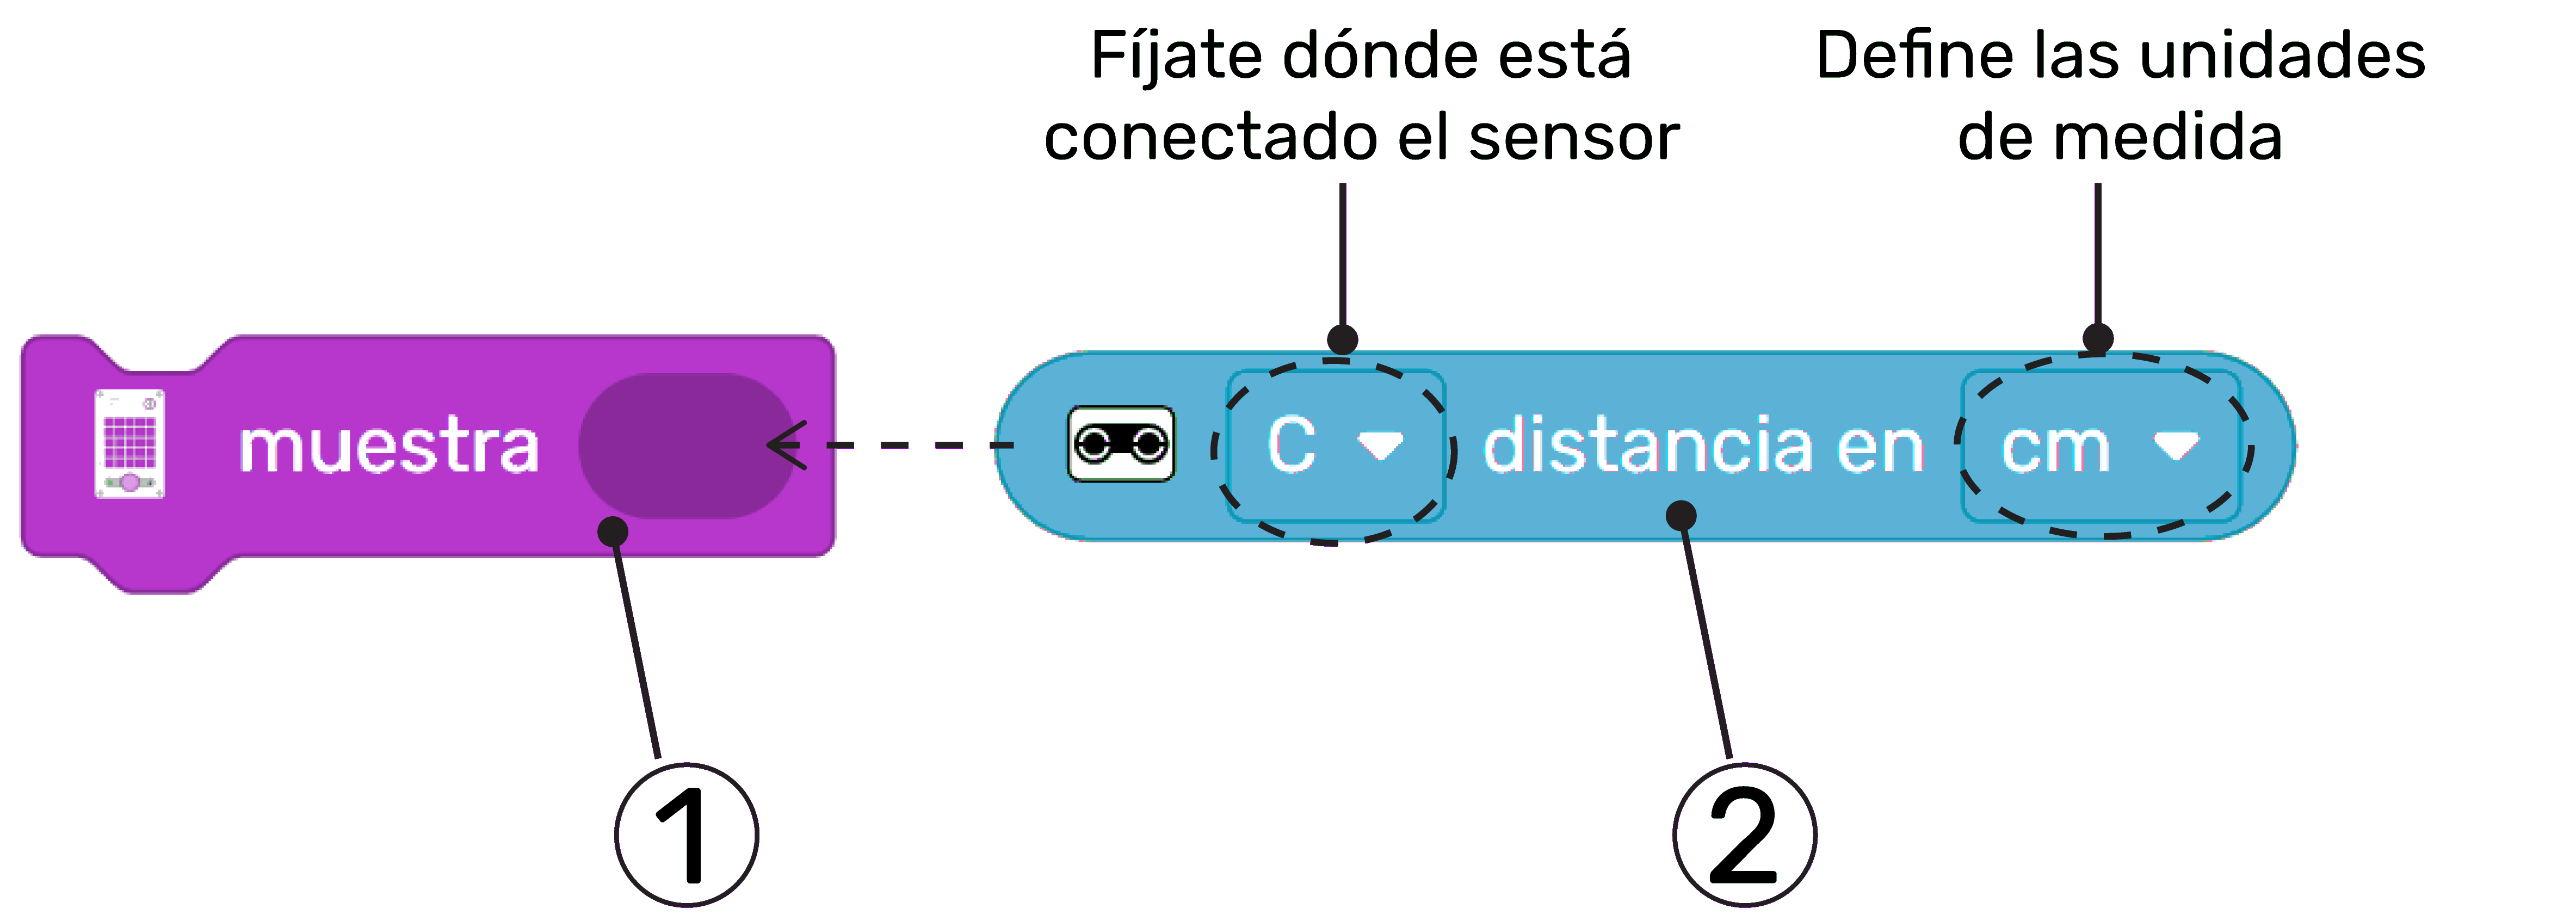 Fíjate dónde está
conectado el sensor
Define las unidades
de medida
muestra
C distancia en cm
1
2